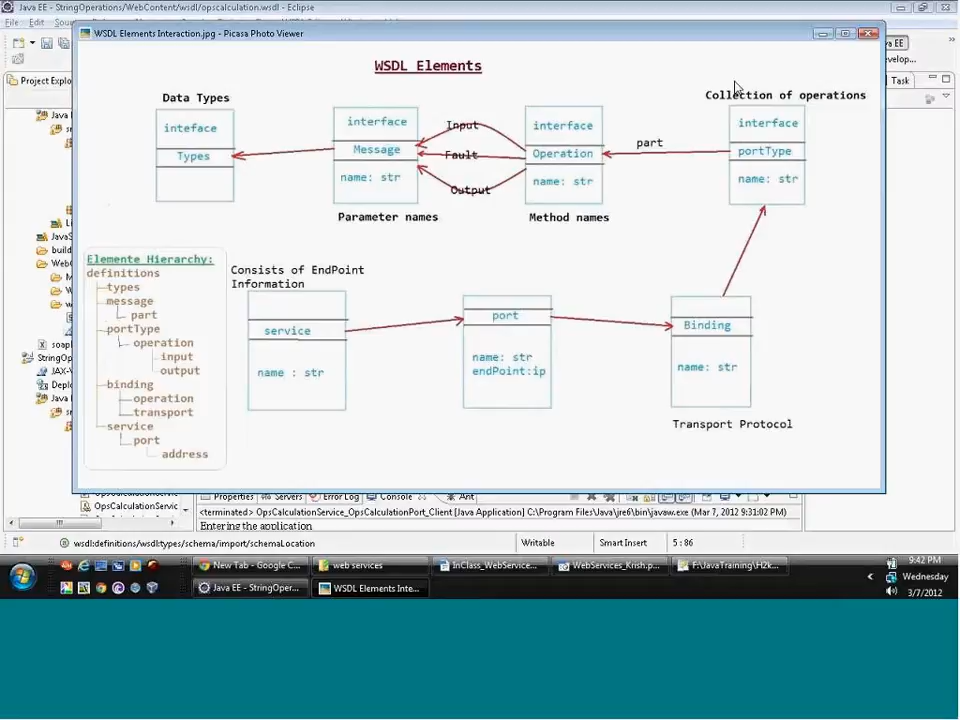 Java EE - StringOperations/WebContent/wsdl/opscalculation.wsdl - Eclipse
File Edit
WSDL Elements Interaction.jpg - Picasa Photo Viewer
Project Explo
Task
WSDL Elements
Data Types
Collection of operations
inteface
Types
interface
Message
name: str
Input
Fault
Output
interface
Operation
name: str
part
interface
portType
name: str
Parameter names
Method names
Elemente Hierarchy:
definitions
types
message
part
portType
operation
input
output
binding
operation
transport
service
port
address
Consists of EndPoint
Information
service
name : str
port
name: str
endPoint:ip
Binding
name: str
Transport Protocol
Properties Servers Error Log Console Ant
OpsCalculationServic
<terminated> OpsCalculationService_OpsCalculationPort_Client [Java Application] C:\Program Files\Java\jre6\bin\javaw.exe (Mar 7, 2012 9:31:02 PM)
Entering the application
wsdl:definitions/wsdl:types/schema/import/schemaLocation
Writable
Smart Insert
5 : 86
New Tab - Google C...
web services
InClass_WebService...
WebServices_Krish.p...
F:\JavaTraining\H2k...
Java EE - StringOper...
WSDL Elements Inte...
9:42 PM
Wednesday
3/7/2012